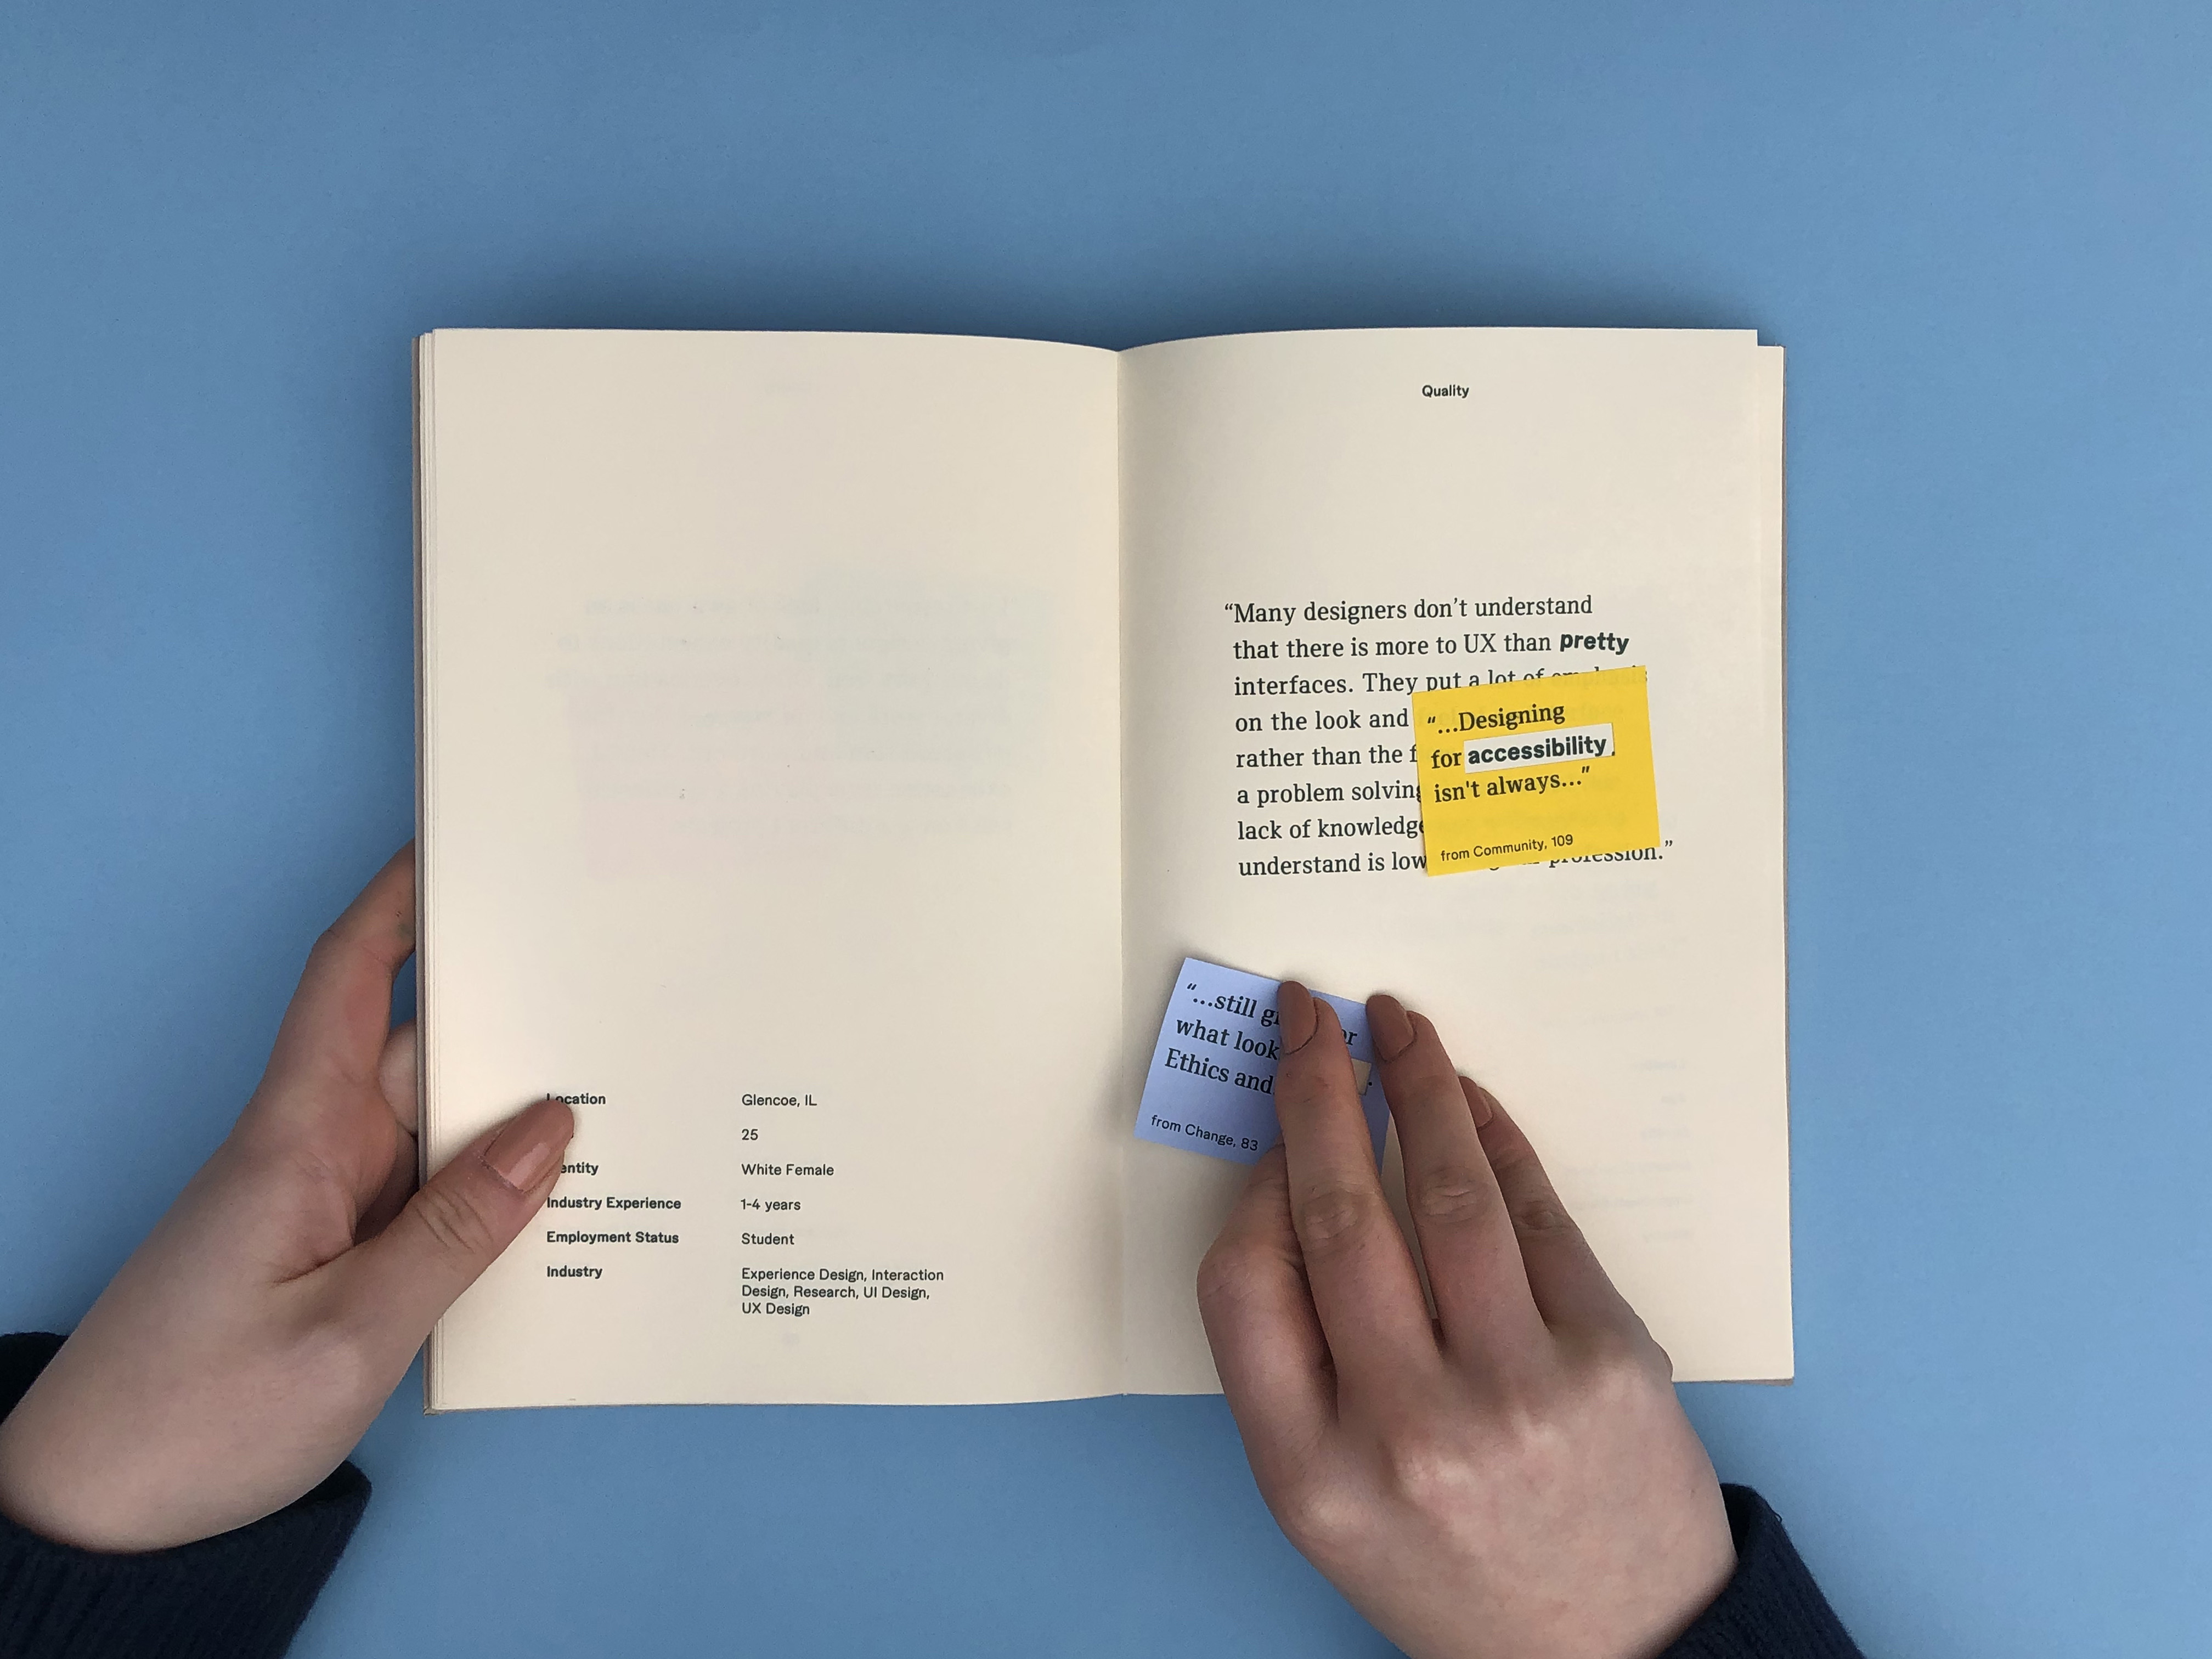 Location Glencoe, IL
25
White Female
Industry Experience 1-4 years
Employment Status Student
Industry Experience Design, Interaction
Design, Research, UI Design,
UX Design
Quality
“Many designers don’t understand
that there is more to UX than pretty
interfaces. They put a lot of emphasis
on the look and
rather than the
a problem solving
lack of knowledge
understand is profession.”
“...Designing
for accessibility,
isn't always...”
from Community, 109
“...still
what look
Ethics and
from Change, 83